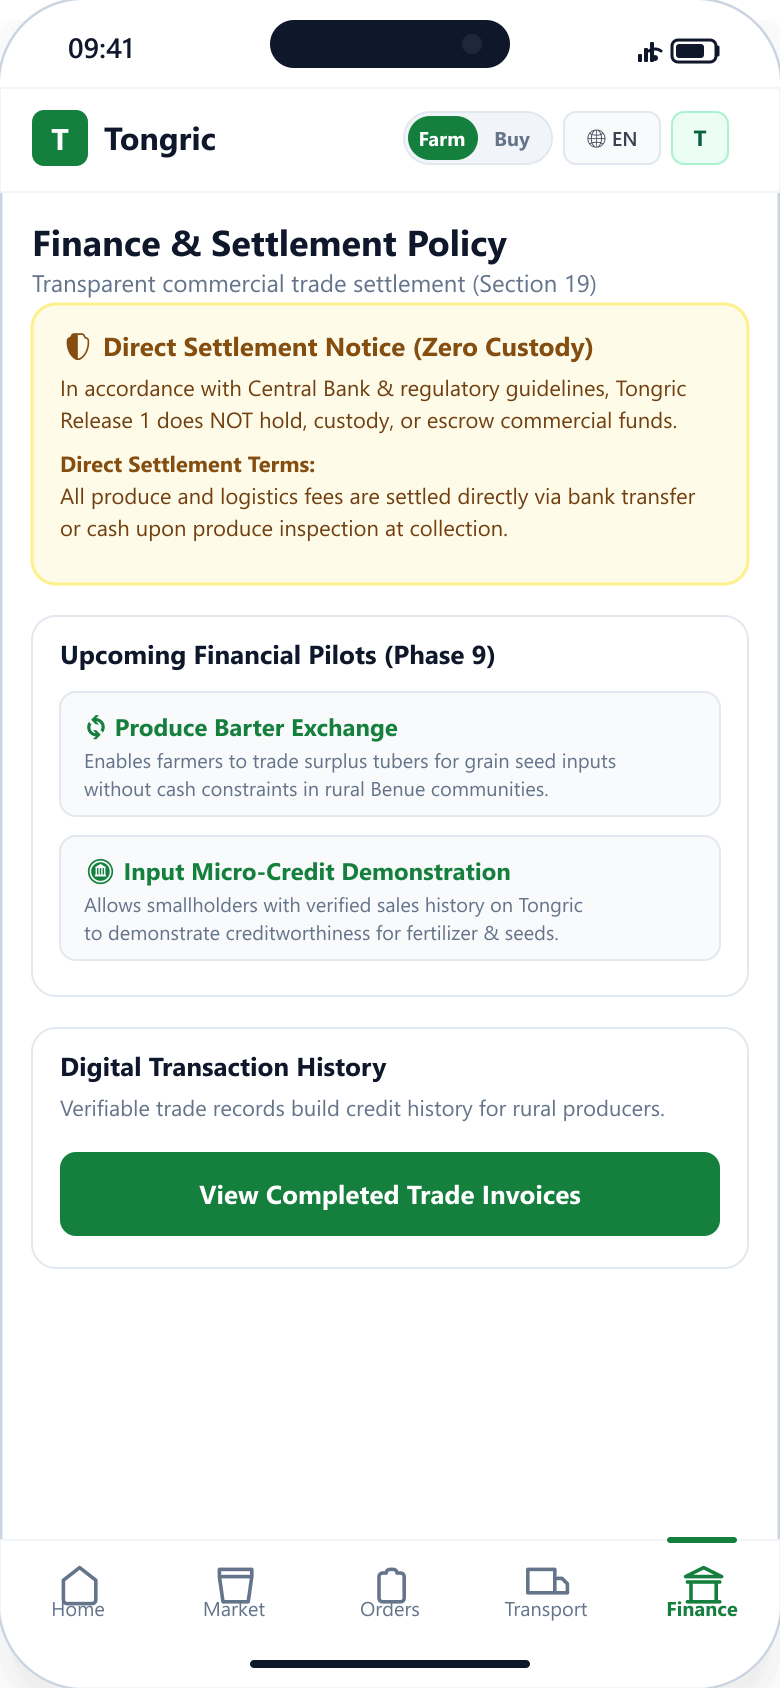 09:41
T Tongric Farm Buy EN T
Finance & Settlement Policy
Transparent commercial trade settlement (Section 19)
Direct Settlement Notice (Zero Custody)
In accordance with Central Bank & regulatory guidelines, Tongric
Release 1 does NOT hold, custody, or escrow commercial funds.
Direct Settlement Terms:
All produce and logistics fees are settled directly via bank transfer
or cash upon produce inspection at collection.
Upcoming Financial Pilots (Phase 9)
Produce Barter Exchange
Enables farmers to trade surplus tubers for grain seed inputs
without cash constraints in rural Benue communities.
Input Micro-Credit Demonstration
Allows smallholders with verified sales history on Tongric
to demonstrate creditworthiness for fertilizer & seeds.
Digital Transaction History
Verifiable trade records build credit history for rural producers.
View Completed Trade Invoices
Home Market Orders Transport Finance